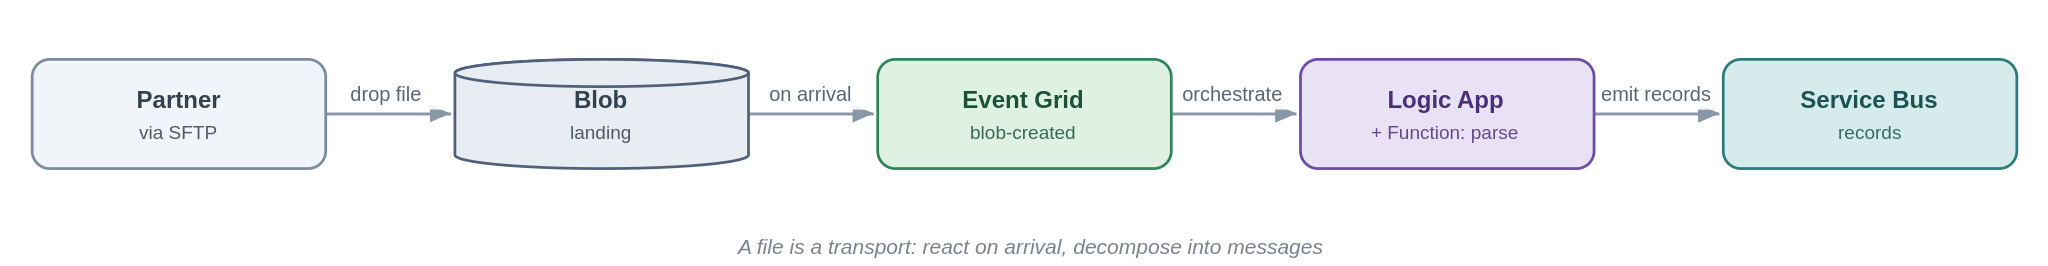 Partner
via SFTP
drop file
Blob
landing
on arrival
Event Grid
blob-created
orchestrate
Logic App
+ Function: parse
emit records
Service Bus
records
A file is a transport: react on arrival, decompose into messages